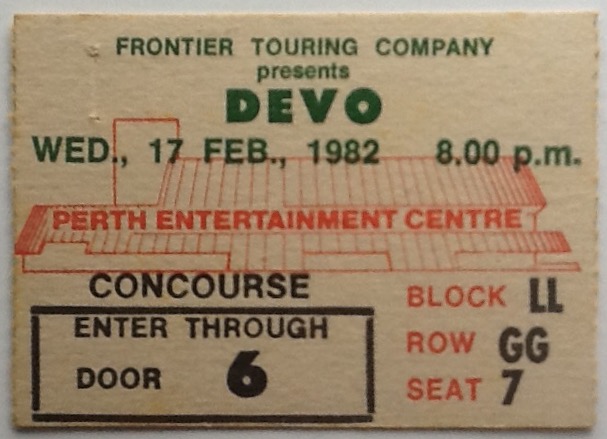 FRONTIER TOURING COMPANY
presents
DEVO
WED., 17 FEB., 1982 8.00 p.m.
PERTH ENTERTAINMENT CENTRE
CONCOURSE
ENTER THROUGH
DOOR 6
BLOCK LL
ROW GG
SEAT 7